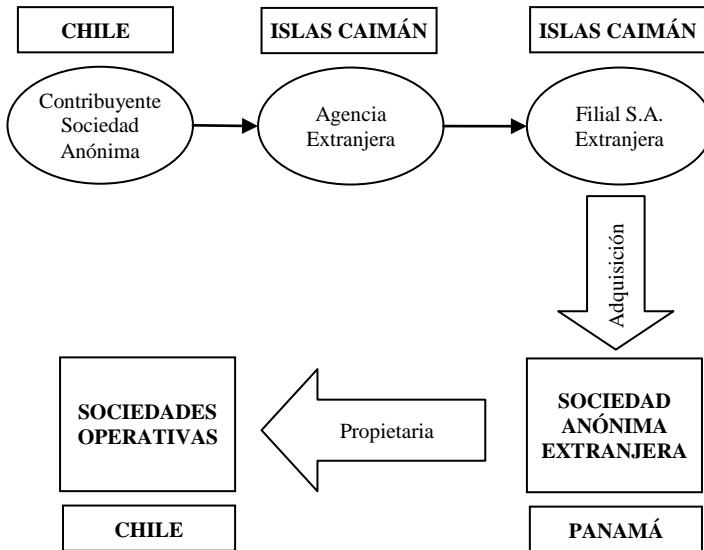 CHILE
ISLAS CAIMÁN
ISLAS CAIMÁN
Contribuyente
Sociedad
Anónima
Agencia
Extranjera
Filial S.A.
Extranjera
Adquisición
SOCIEDADES
OPERATIVAS
Propietaria
SOCIEDAD
ANÓNIMA
EXTRANJERA
CHILE
PANAMÁ